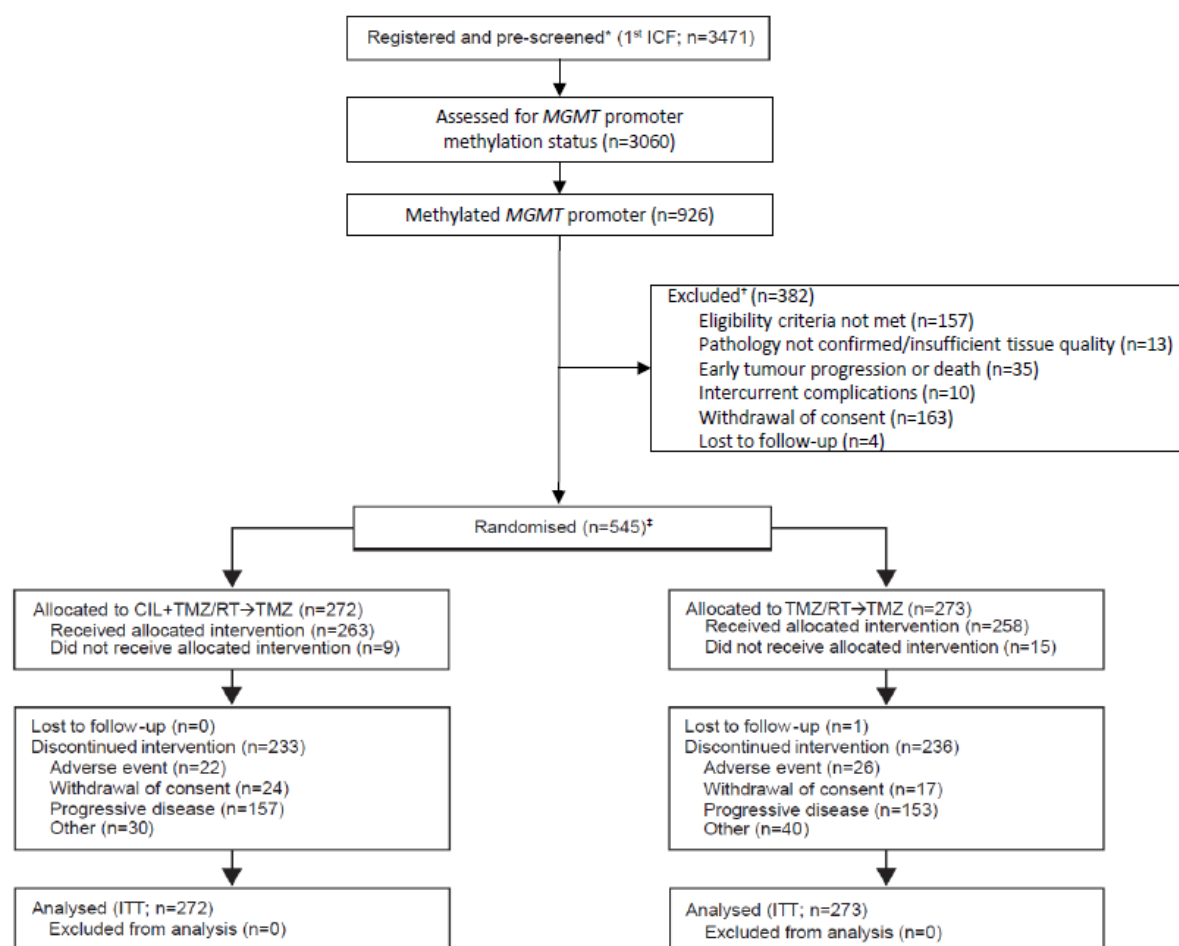 Registered and pre-screened* (1st ICF; n=3471)
Assessed for MGMT promoter
methylation status (n=3060)
Methylated MGMT promoter (n=926)
Excluded† (n=382)
Eligibility criteria not met (n=157)
Pathology not confirmed/insufficient tissue quality (n=13)
Early tumour progression or death (n=35)
Intercurrent complications (n=10)
Withdrawal of consent (n=163)
Lost to follow-up (n=4)
Randomised (n=545)‡
Allocated to CIL+TMZ/RT→TMZ (n=272)
Received allocated intervention (n=263)
Did not receive allocated intervention (n=9)
Allocated to TMZ/RT→TMZ (n=273)
Received allocated intervention (n=258)
Did not receive allocated intervention (n=15)
Lost to follow-up (n=0)
Discontinued intervention (n=233)
Adverse event (n=22)
Withdrawal of consent (n=24)
Progressive disease (n=157)
Other (n=30)
Lost to follow-up (n=1)
Discontinued intervention (n=236)
Adverse event (n=26)
Withdrawal of consent (n=17)
Progressive disease (n=153)
Other (n=40)
Analysed (ITT; n=272)
Excluded from analysis (n=0)
Analysed (ITT; n=273)
Excluded from analysis (n=0)